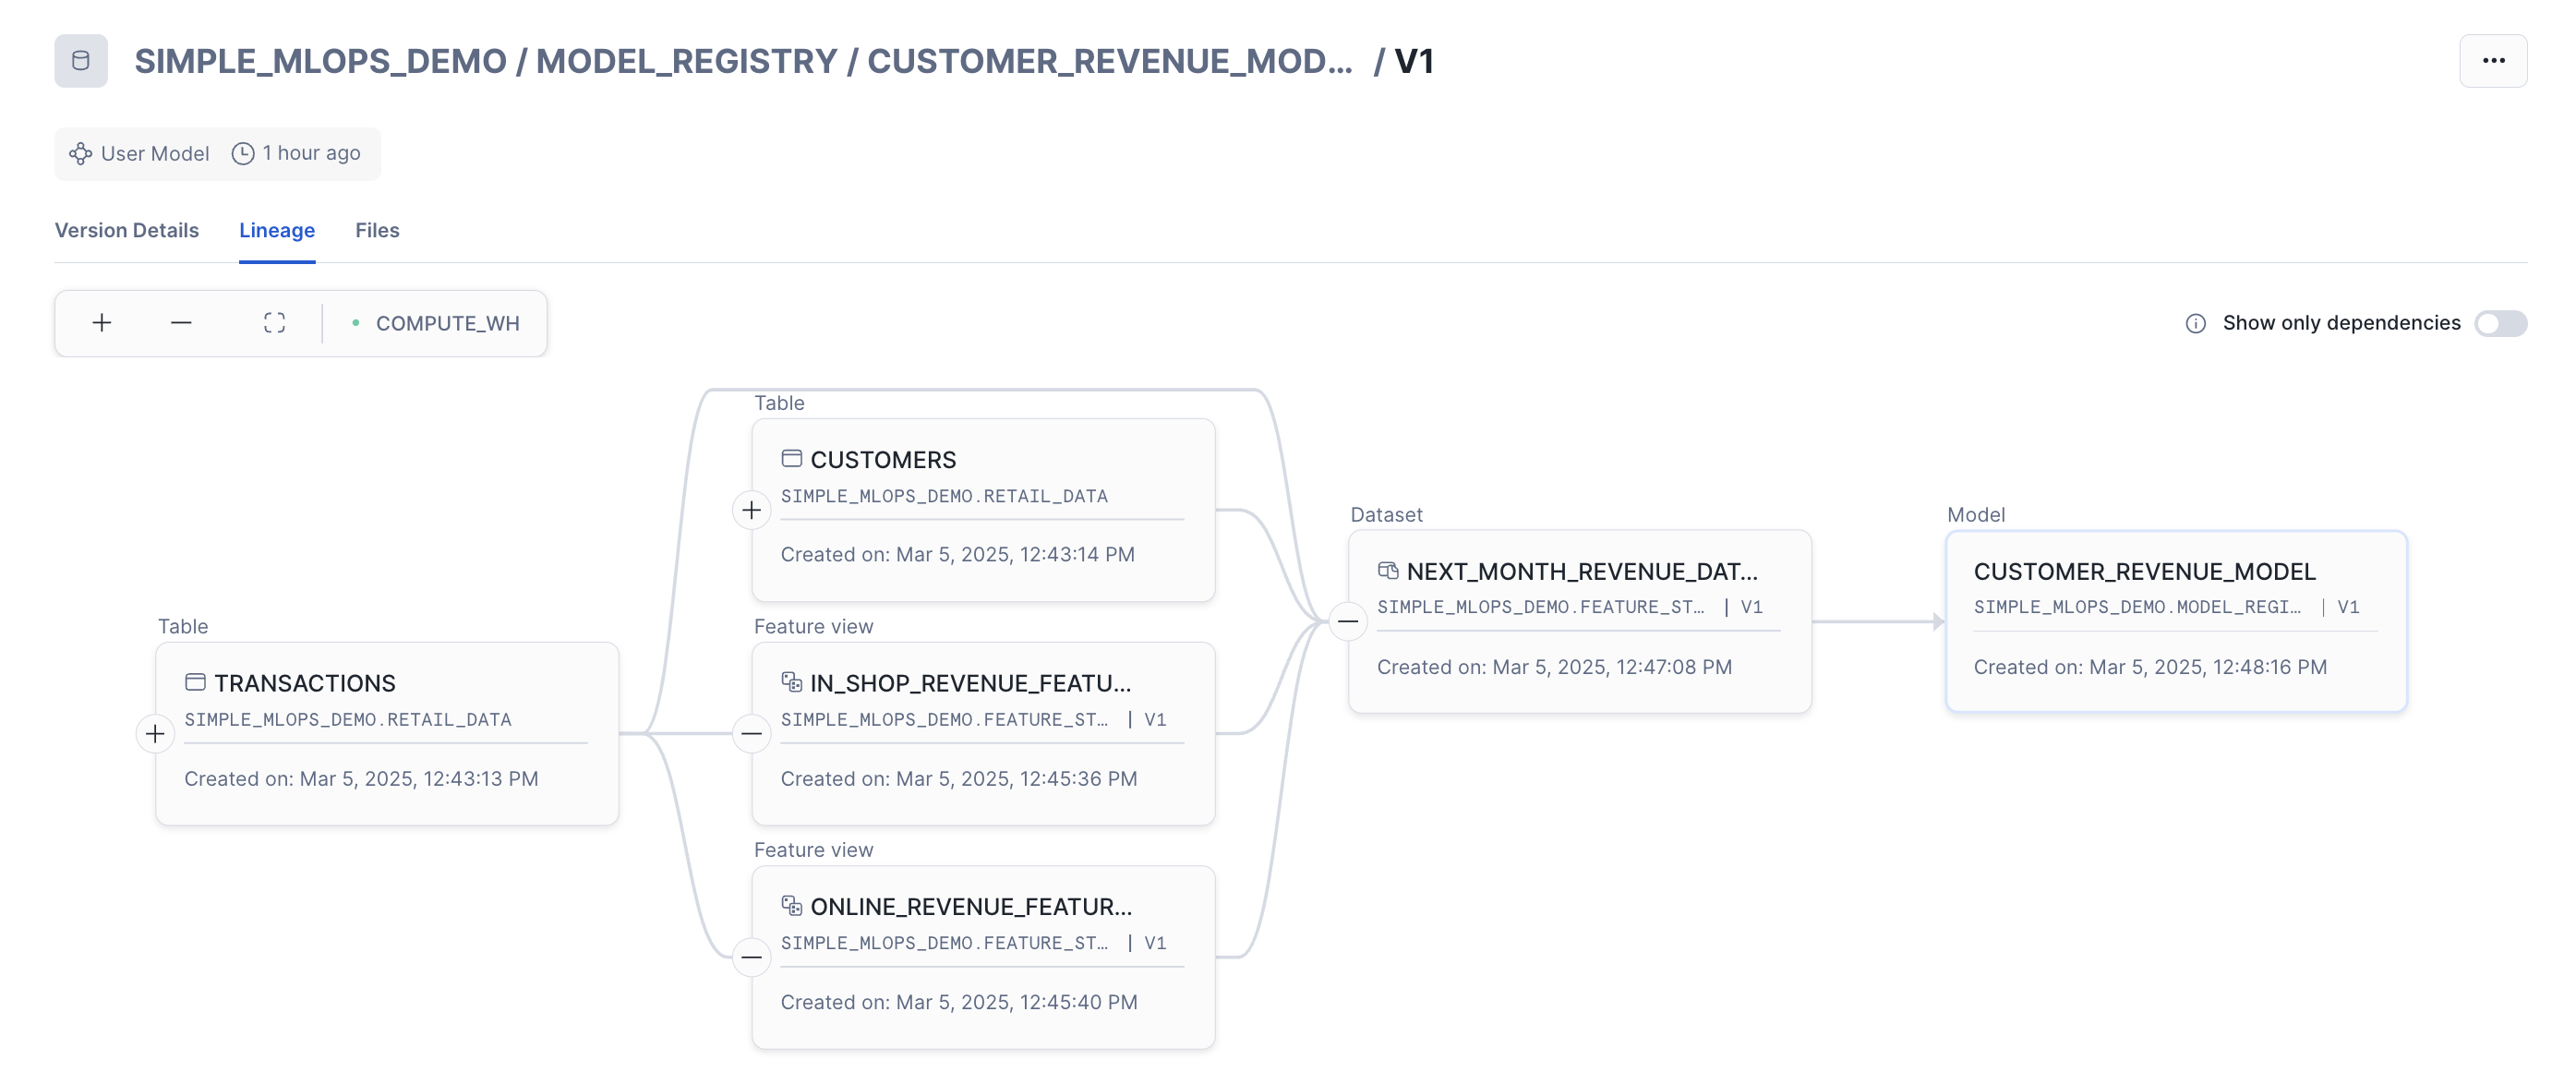 SIMPLE_MLOPS_DEMO / MODEL_REGISTRY / CUSTOMER_REVENUE_MOD... / V1
User Model 1 hour ago
Version Details Lineage Files
COMPUTE_WH
Show only dependencies
Table
TRANSACTIONS
SIMPLE_MLOPS_DEMO.RETAIL_DATA
Created on: Mar 5, 2025, 12:43:13 PM
Table
CUSTOMERS
SIMPLE_MLOPS_DEMO.RETAIL_DATA
Created on: Mar 5, 2025, 12:43:14 PM
Feature view
IN_SHOP_REVENUE_FEATU...
SIMPLE_MLOPS_DEMO.FEATURE_ST... | V1
Created on: Mar 5, 2025, 12:45:36 PM
Feature view
ONLINE_REVENUE_FEATUR...
SIMPLE_MLOPS_DEMO.FEATURE_ST... | V1
Created on: Mar 5, 2025, 12:45:40 PM
Dataset
NEXT_MONTH_REVENUE_DAT...
SIMPLE_MLOPS_DEMO.FEATURE_ST... | V1
Created on: Mar 5, 2025, 12:47:08 PM
Model
CUSTOMER_REVENUE_MODEL
SIMPLE_MLOPS_DEMO.MODEL_REGI... | V1
Created on: Mar 5, 2025, 12:48:16 PM